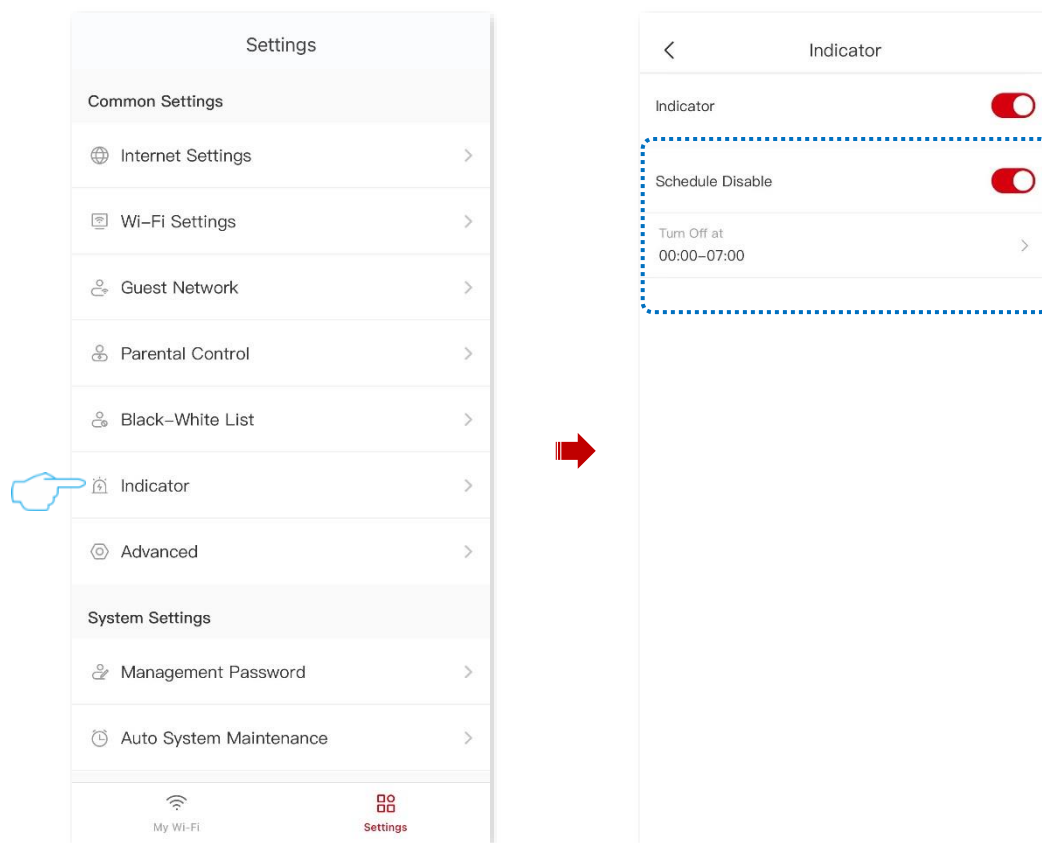 Settings
Common Settings
Internet Settings
Wi-Fi Settings
Guest Network
Parental Control
Black-White List
Indicator
Advanced
System Settings
Management Password
Auto System Maintenance
My Wi-Fi
Settings
Indicator
Indicator
Schedule Disable
Turn Off at
00:00-07:00